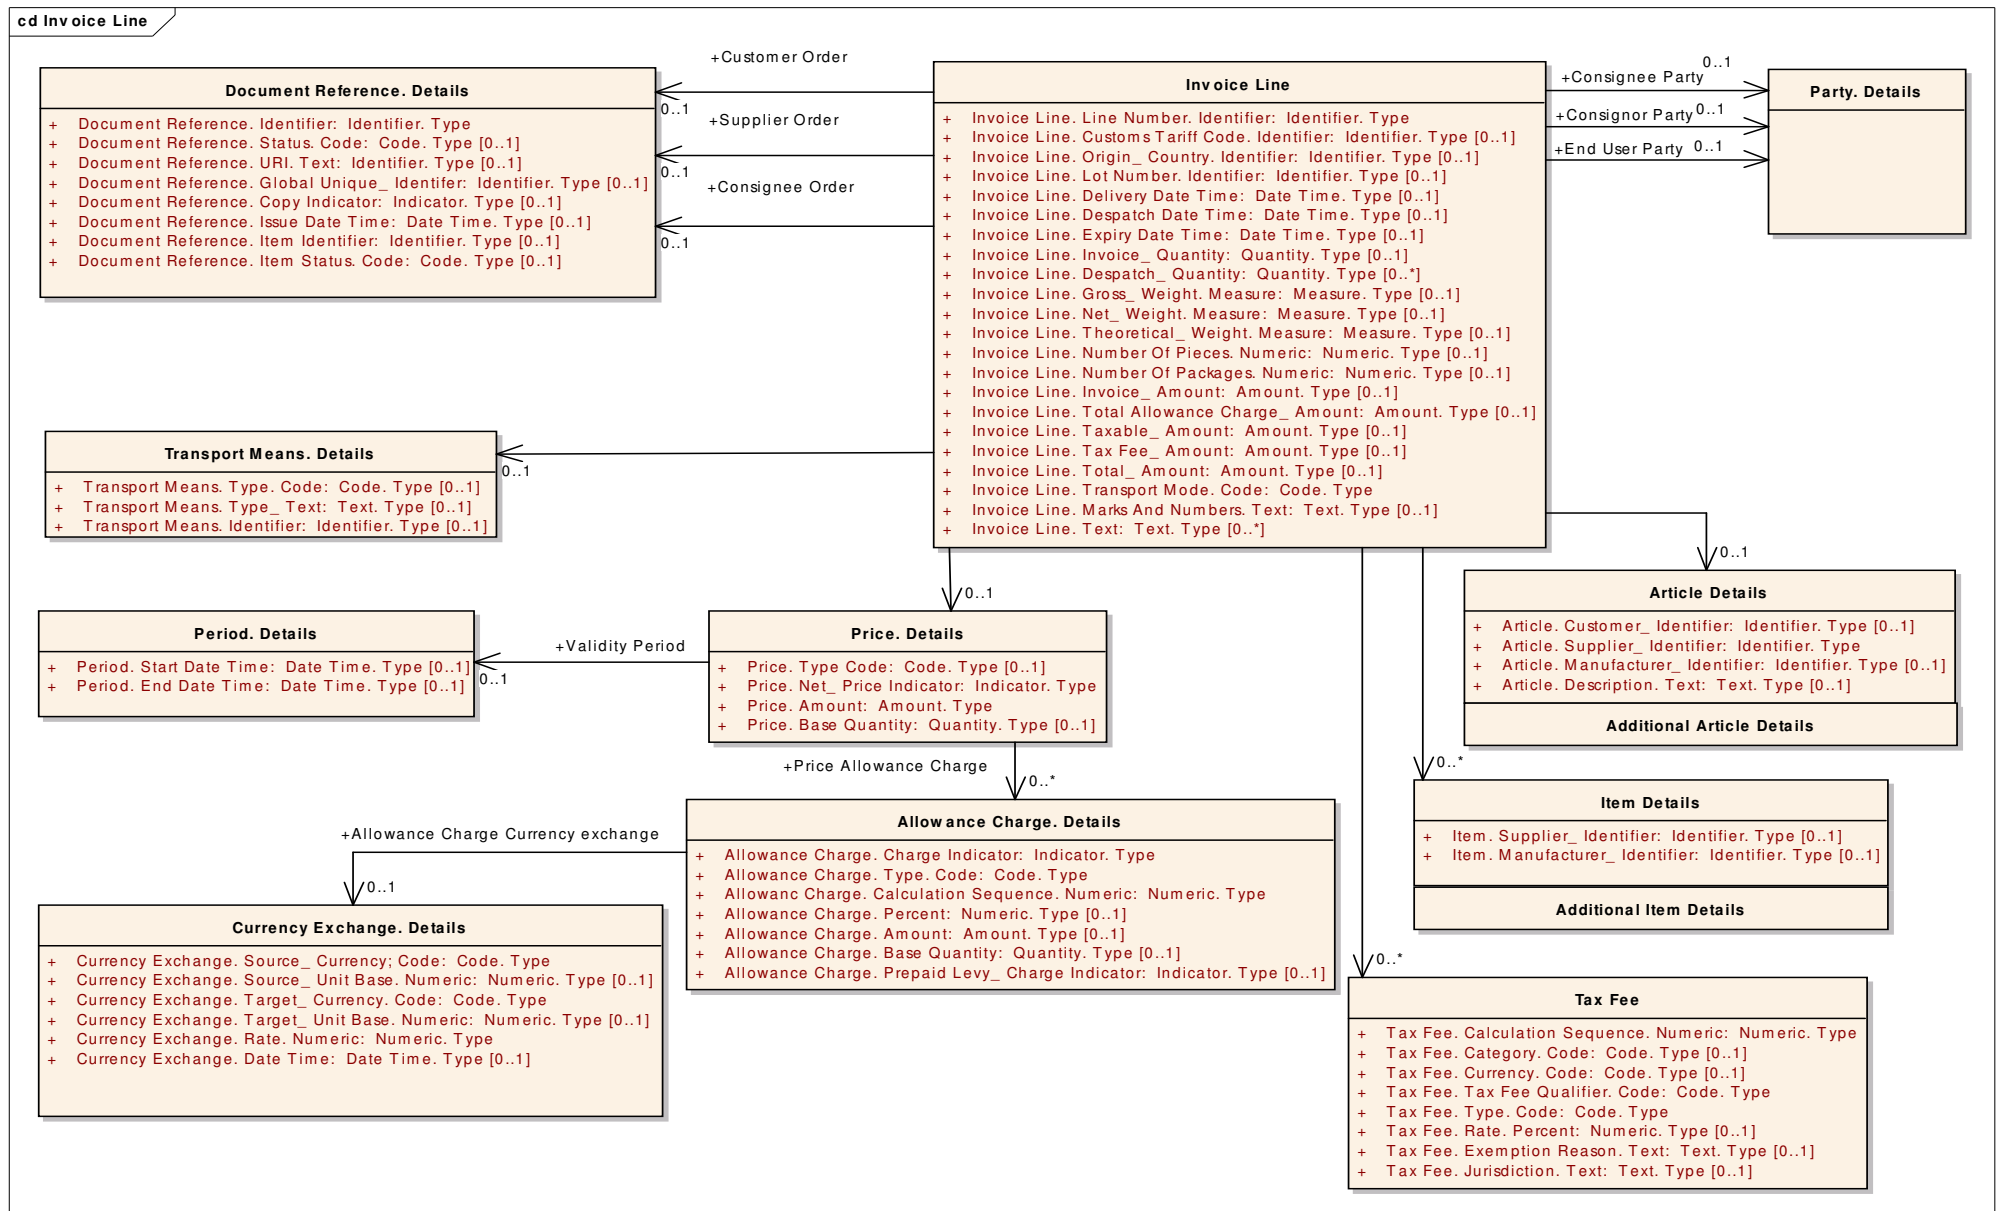 cd Invoice Line
+Customer Order
0..1
+Supplier Order
0..1
+Consignee Order
0..1
Document Reference. Details
+ Document Reference. Identifier: Identifier. Type
+ Document Reference. Status. Code: Code. Type [0..1]
+ Document Reference. URI. Text: Identifier. Type [0..1]
+ Document Reference. Global Unique_ Identifer: Identifier. Type [0..1]
+ Document Reference. Copy Indicator: Indicator. Type [0..1]
+ Document Reference. Issue Date Time: Date Time. Type [0..1]
+ Document Reference. Item Identifier: Identifier. Type [0..1]
+ Document Reference. Item Status. Code: Code. Type [0..1]
Invoice Line
+ Invoice Line. Line Number. Identifier: Identifier. Type
+ Invoice Line. Customs Tariff Code. Identifier: Identifier. Type [0..1]
+ Invoice Line. Origin_ Country. Identifier: Identifier. Type [0..1]
+ Invoice Line. Lot Number. Identifier: Identifier. Type [0..1]
+ Invoice Line. Delivery Date Time: Date Time. Type [0..1]
+ Invoice Line. Despatch Date Time: Date Time. Type [0..1]
+ Invoice Line. Expiry Date Time: Date Time. Type [0..1]
+ Invoice Line. Invoice_ Quantity: Quantity. Type [0..1]
+ Invoice Line. Despatch_ Quantity: Quantity. Type [0..*]
+ Invoice Line. Gross_ Weight. Measure: Measure. Type [0..1]
+ Invoice Line. Net_ Weight. Measure: Measure. Type [0..1]
+ Invoice Line. Theoretical_ Weight. Measure: Measure. Type [0..1]
+ Invoice Line. Number Of Pieces. Numeric: Numeric. Type [0..1]
+ Invoice Line. Number Of Packages. Numeric: Numeric. Type [0..1]
+ Invoice Line. Invoice_ Amount: Amount. Type [0..1]
+ Invoice Line. Total Allowance Charge_ Amount: Amount. Type [0..1]
+ Invoice Line. Taxable_ Amount: Amount. Type [0..1]
+ Invoice Line. Tax Fee_ Amount: Amount. Type [0..1]
+ Invoice Line. Total_ Amount: Amount. Type [0..1]
+ Invoice Line. Transport Mode. Code: Code. Type
+ Invoice Line. Marks And Numbers. Text: Text. Type [0..1]
+ Invoice Line. Text: Text. Type [0..*]
+Consignee Party
0..1
+Consignor Party
0..1
+End User Party
0..1
Party. Details
0..1
Transport Means. Details
+ Transport Means. Type. Code: Code. Type [0..1]
+ Transport Means. Type_ Text: Text. Type [0..1]
+ Transport Means. Identifier: Identifier. Type [0..1]
0..1
Price. Details
+ Price. Type Code: Code. Type [0..1]
+ Price. Net_ Price Indicator: Indicator. Type
+ Price. Amount: Amount. Type
+ Price. Base Quantity: Quantity. Type [0..1]
+Validity Period
0..1
Period. Details
+ Period. Start Date Time: Date Time. Type [0..1]
+ Period. End Date Time: Date Time. Type [0..1]
0..1
Article Details
+ Article. Customer_ Identifier: Identifier. Type [0..1]
+ Article. Supplier_ Identifier: Identifier. Type
+ Article. Manufacturer_ Identifier: Identifier. Type [0..1]
+ Article. Description. Text: Text. Type [0..1]
Additional Article Details
0..*
Item Details
+ Item. Supplier_ Identifier: Identifier. Type [0..1]
+ Item. Manufacturer_ Identifier: Identifier. Type [0..1]
Additional Item Details
+Price Allowance Charge
0..*
Allowance Charge. Details
+ Allowance Charge. Charge Indicator: Indicator. Type
+ Allowance Charge. Type. Code: Code. Type
+ Allowanc Charge. Calculation Sequence. Numeric: Numeric. Type
+ Allowance Charge. Percent: Numeric. Type [0..1]
+ Allowance Charge. Amount: Amount. Type [0..1]
+ Allowance Charge. Base Quantity: Quantity. Type [0..1]
+ Allowance Charge. Prepaid Levy_ Charge Indicator: Indicator. Type [0..1]
+Allowance Charge Currency exchange
0..1
Currency Exchange. Details
+ Currency Exchange. Source_ Currency; Code: Code. Type
+ Currency Exchange. Source_ Unit Base. Numeric: Numeric. Type [0..1]
+ Currency Exchange. Target_ Currency. Code: Code. Type
+ Currency Exchange. Target_ Unit Base. Numeric: Numeric. Type [0..1]
+ Currency Exchange. Rate. Numeric: Numeric. Type
+ Currency Exchange. Date Time: Date Time. Type [0..1]
0..*
Tax Fee
+ Tax Fee. Calculation Sequence. Numeric: Numeric. Type
+ Tax Fee. Category. Code: Code. Type [0..1]
+ Tax Fee. Currency. Code: Code. Type [0..1]
+ Tax Fee. Tax Fee Qualifier. Code: Code. Type
+ Tax Fee. Type. Code: Code. Type
+ Tax Fee. Rate. Percent: Numeric. Type [0..1]
+ Tax Fee. Exemption Reason. Text: Text. Type [0..1]
+ Tax Fee. Jurisdiction. Text: Text. Type [0..1]